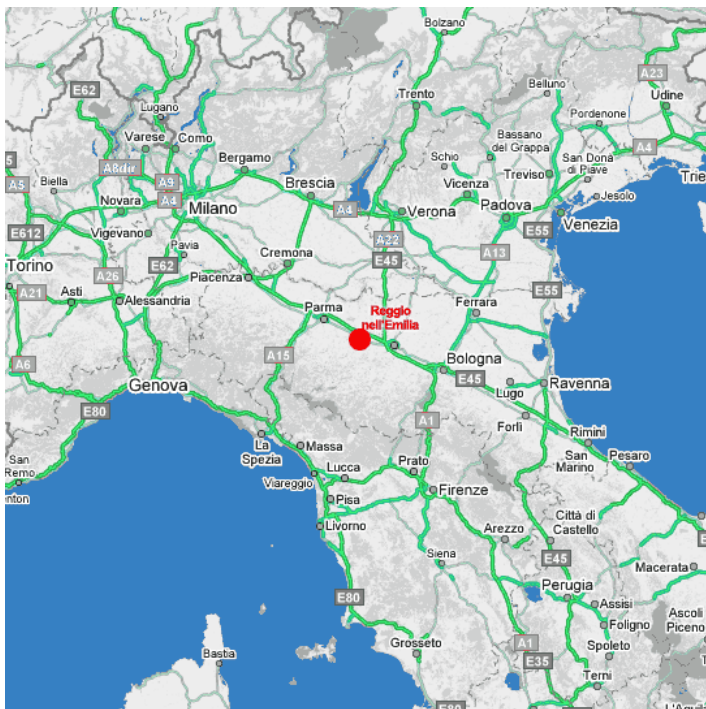 Bolzano
A23
E62
Lugano
Trento
Belluno
Udine
Pordenone
Varese
Como
Bassano
del Grappa
A4
A8dir
Bergamo
Schio
Treviso
San Donà
di Piave
A5
Biella
A9
Brescia
Vicenza
Jesolo
Novara
A4
Milano
A4
Verona
Padova
Venezia
E612
Vigevano
A22
E55
Pavia
Cremona
E45
A13
Torino
E62
A26
Piacenza
E55
A21
Asti
Alessandria
Parma
Reggio
nell'Emilia
Ferrara
A15
A6
Bologna
Genova
E45
Ravenna
Lugo
E80
A1
Forlì
Rimini
San
Marino
Pesaro
La
Spezia
Massa
San
Remo
Viareggio
Lucca
Prato
Firenze
Pisa
Livorno
Arezzo
Città di
Castello
Siena
E45
Macerata
Perugia
E80
Assisi
Ascoli
Piceno
Foligno
Bastia
Grosseto
A1
Spoleto
E35
Terni
E80